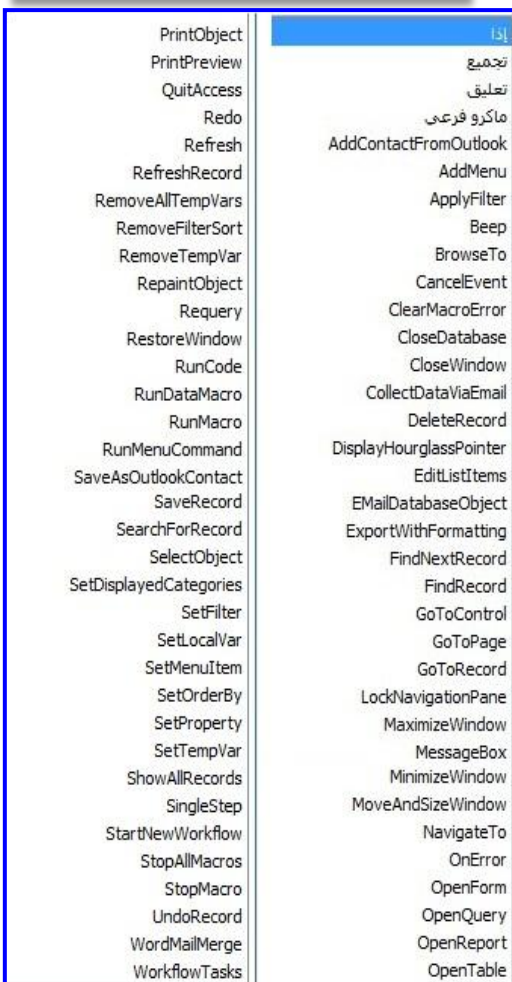 إذا
تجميع
تعليق
ماكرو فرعي
AddContactFromOutlook
AddMenu
ApplyFilter
Beep
BrowseTo
CancelEvent
ClearMacroError
CloseDatabase
CloseWindow
CollectDataViaEmail
DeleteRecord
DisplayHourglassPointer
EditListItems
EMailDatabaseObject
ExportWithFormatting
FindNextRecord
FindRecord
GoToControl
GoToPage
GoToRecord
LockNavigationPane
MaximizeWindow
MessageBox
MinimizeWindow
MoveAndSizeWindow
NavigateTo
OnError
OpenForm
OpenQuery
OpenReport
OpenTable
PrintObject
PrintPreview
QuitAccess
Redo
Refresh
RefreshRecord
RemoveAllTempVars
RemoveFilterSort
RemoveTempVar
RepaintObject
Requery
RestoreWindow
RunCode
RunDataMacro
RunMacro
RunMenuCommand
SaveAsOutlookContact
SaveRecord
SearchForRecord
SelectObject
SetDisplayedCategories
SetFilter
SetLocalVar
SetMenuItem
SetOrderBy
SetProperty
SetTempVar
ShowAllRecords
SingleStep
StartNewWorkflow
StopAllMacros
StopMacro
UndoRecord
WordMailMerge
WorkflowTasks